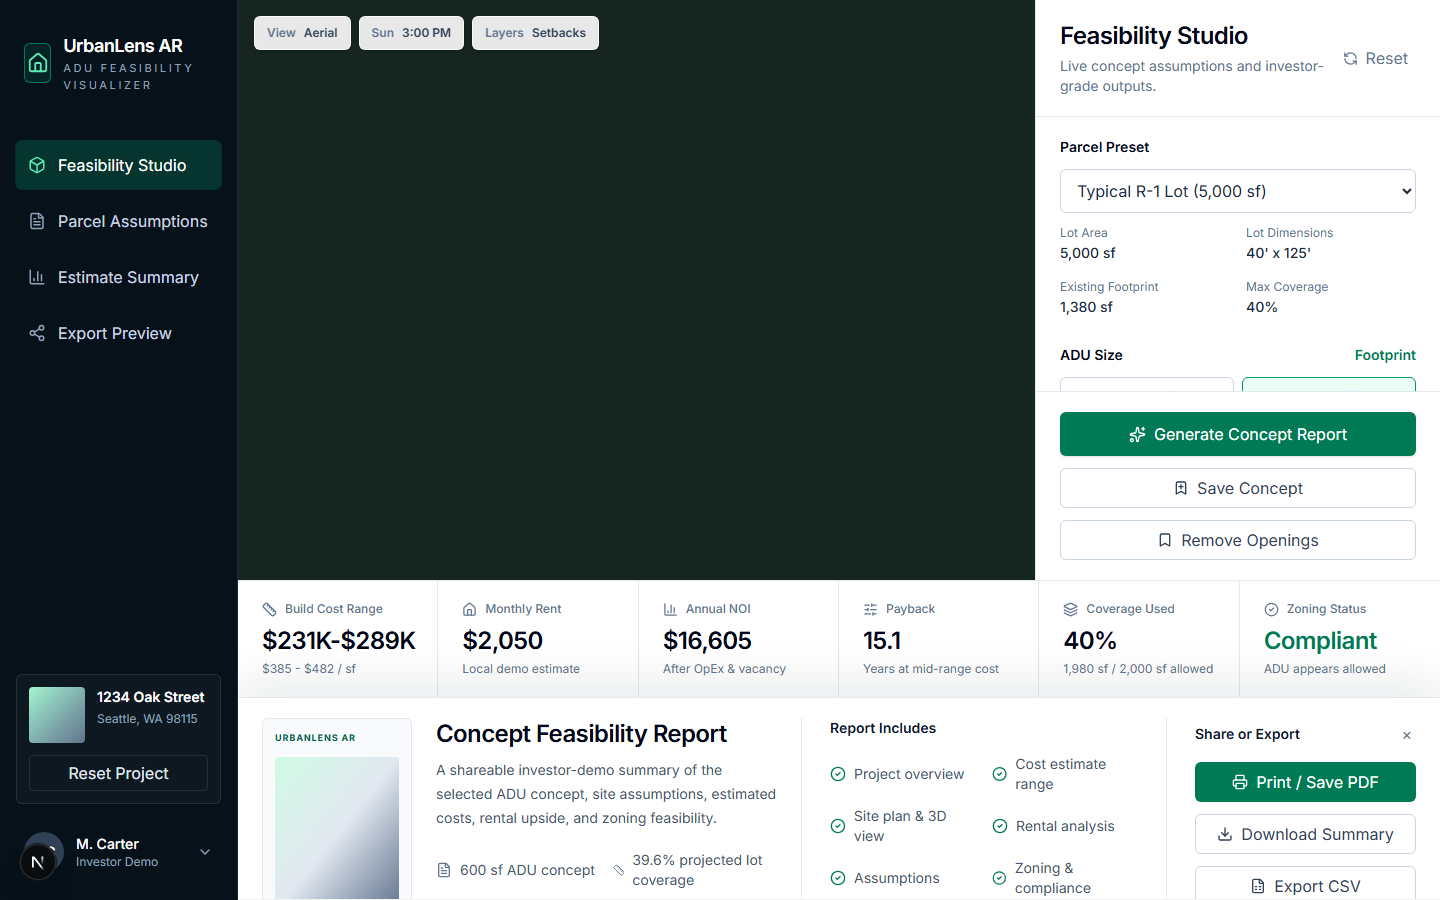 UrbanLens AR
ADU FEASIBILITY
VISUALIZER
Feasibility Studio
Parcel Assumptions
Estimate Summary
Export Preview
1234 Oak Street
Seattle, WA 98115
Reset Project
N
M. Carter
Investor Demo
View Aerial
Sun 3:00 PM
Layers Setbacks
Feasibility Studio
Live concept assumptions and investor-
grade outputs.
Reset
Parcel Preset
Typical R-1 Lot (5,000 sf)
Lot Area
5,000 sf
Lot Dimensions
40' x 125'
Existing Footprint
1,380 sf
Max Coverage
40%
ADU Size
Footprint
Generate Concept Report
Save Concept
Remove Openings
Build Cost Range
$231K-$289K
$385 - $482 / sf
Monthly Rent
$2,050
Local demo estimate
Annual NOI
$16,605
After OpEx & vacancy
Payback
15.1
Years at mid-range cost
Coverage Used
40%
1,980 sf / 2,000 sf allowed
Zoning Status
Compliant
ADU appears allowed
URBANLENS AR
Concept Feasibility Report
A shareable investor-demo summary of the
selected ADU concept, site assumptions, estimated
costs, rental upside, and zoning feasibility.
600 sf ADU concept
39.6% projected lot
coverage
Report Includes
Project overview
Cost estimate
range
Site plan & 3D
view
Rental analysis
Assumptions
Zoning &
compliance
Share or Export
×
Print / Save PDF
Download Summary
Export CSV